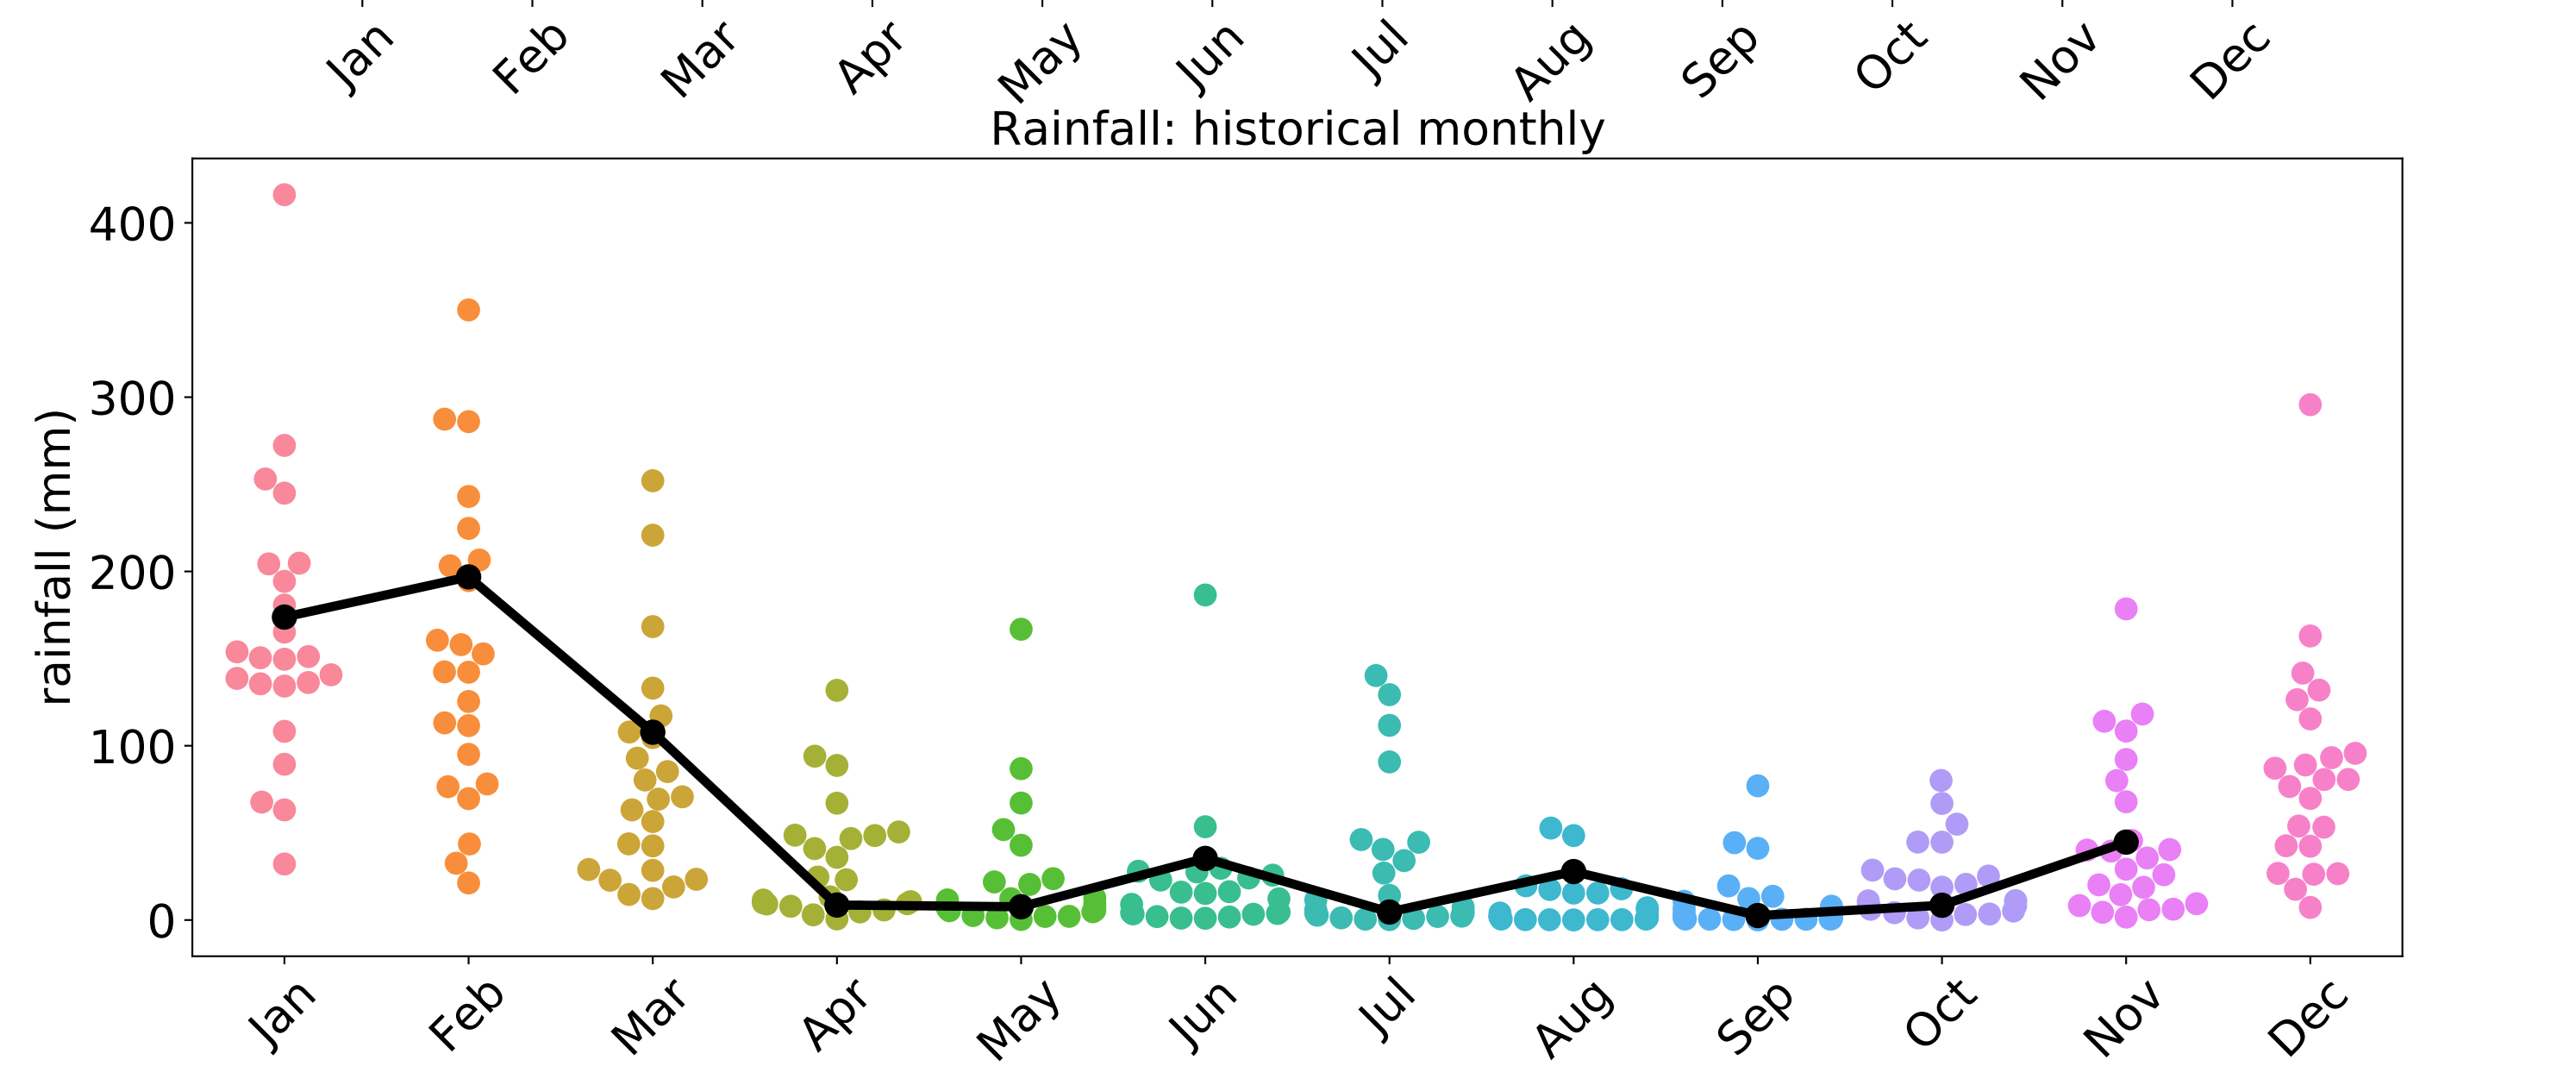 Jan Feb Mar Apr May Jun Jul Aug Sep Oct Nov Dec
Rainfall: historical monthly
rainfall (mm)
400
300
200
100
0
Jan Feb Mar Apr May Jun Jul Aug Sep Oct Nov Dec